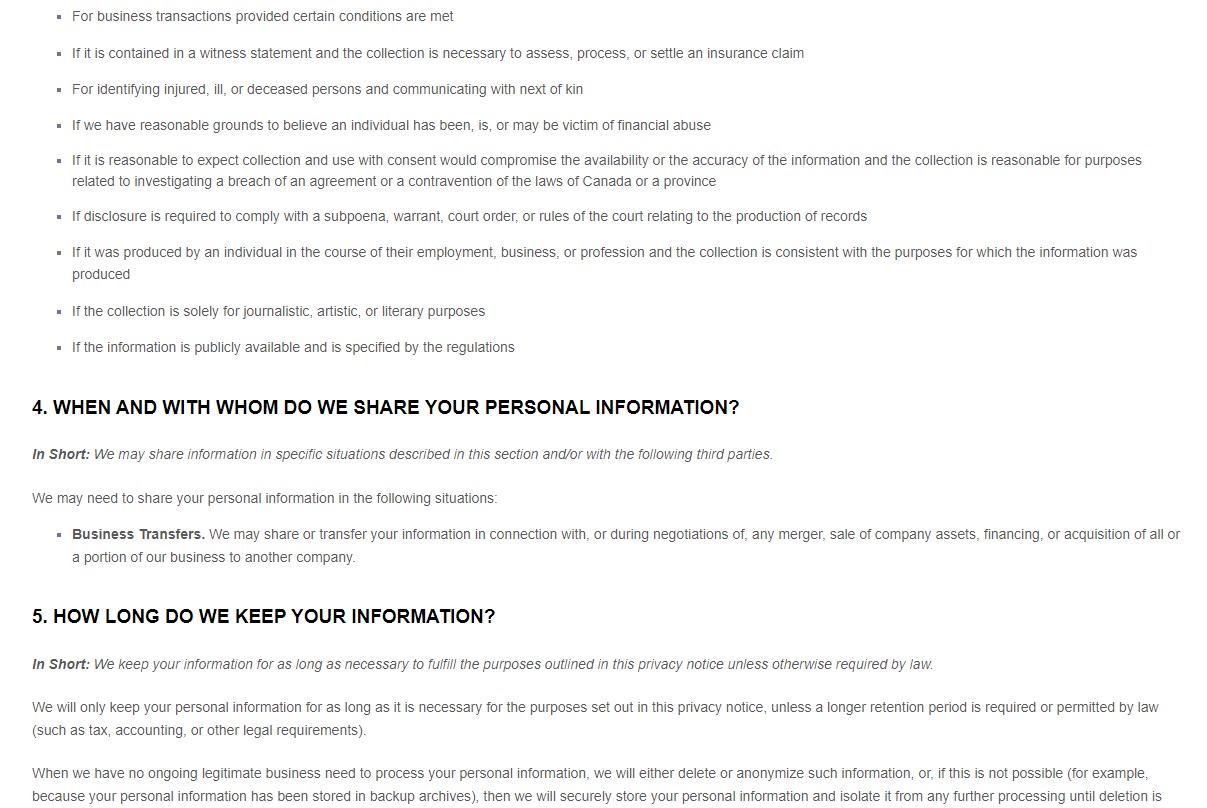 For business transactions provided certain conditions are met
If it is contained in a witness statement and the collection is necessary to assess, process, or settle an insurance claim
For identifying injured, ill, or deceased persons and communicating with next of kin
If we have reasonable grounds to believe an individual has been, is, or may be victim of financial abuse
If it is reasonable to expect collection and use with consent would compromise the availability or the accuracy of the information and the collection is reasonable for purposes
related to investigating a breach of an agreement or a contravention of the laws of Canada or a province
If disclosure is required to comply with a subpoena, warrant, court order, or rules of the court relating to the production of records
If it was produced by an individual in the course of their employment, business, or profession and the collection is consistent with the purposes for which the information was
produced
If the collection is solely for journalistic, artistic, or literary purposes
If the information is publicly available and is specified by the regulations
4. WHEN AND WITH WHOM DO WE SHARE YOUR PERSONAL INFORMATION?
In Short: We may share information in specific situations described in this section and/or with the following third parties.
We may need to share your personal information in the following situations:
Business Transfers. We may share or transfer your information in connection with, or during negotiations of, any merger, sale of company assets, financing, or acquisition of all or
a portion of our business to another company.
5. HOW LONG DO WE KEEP YOUR INFORMATION?
In Short: We keep your information for as long as necessary to fulfill the purposes outlined in this privacy notice unless otherwise required by law.
We will only keep your personal information for as long as it is necessary for the purposes set out in this privacy notice, unless a longer retention period is required or permitted by law
(such as tax, accounting, or other legal requirements).
When we have no ongoing legitimate business need to process your personal information, we will either delete or anonymize such information, or, if this is not possible (for example,
because your personal information has been stored in backup archives), then we will securely store your personal information and isolate it from any further processing until deletion is